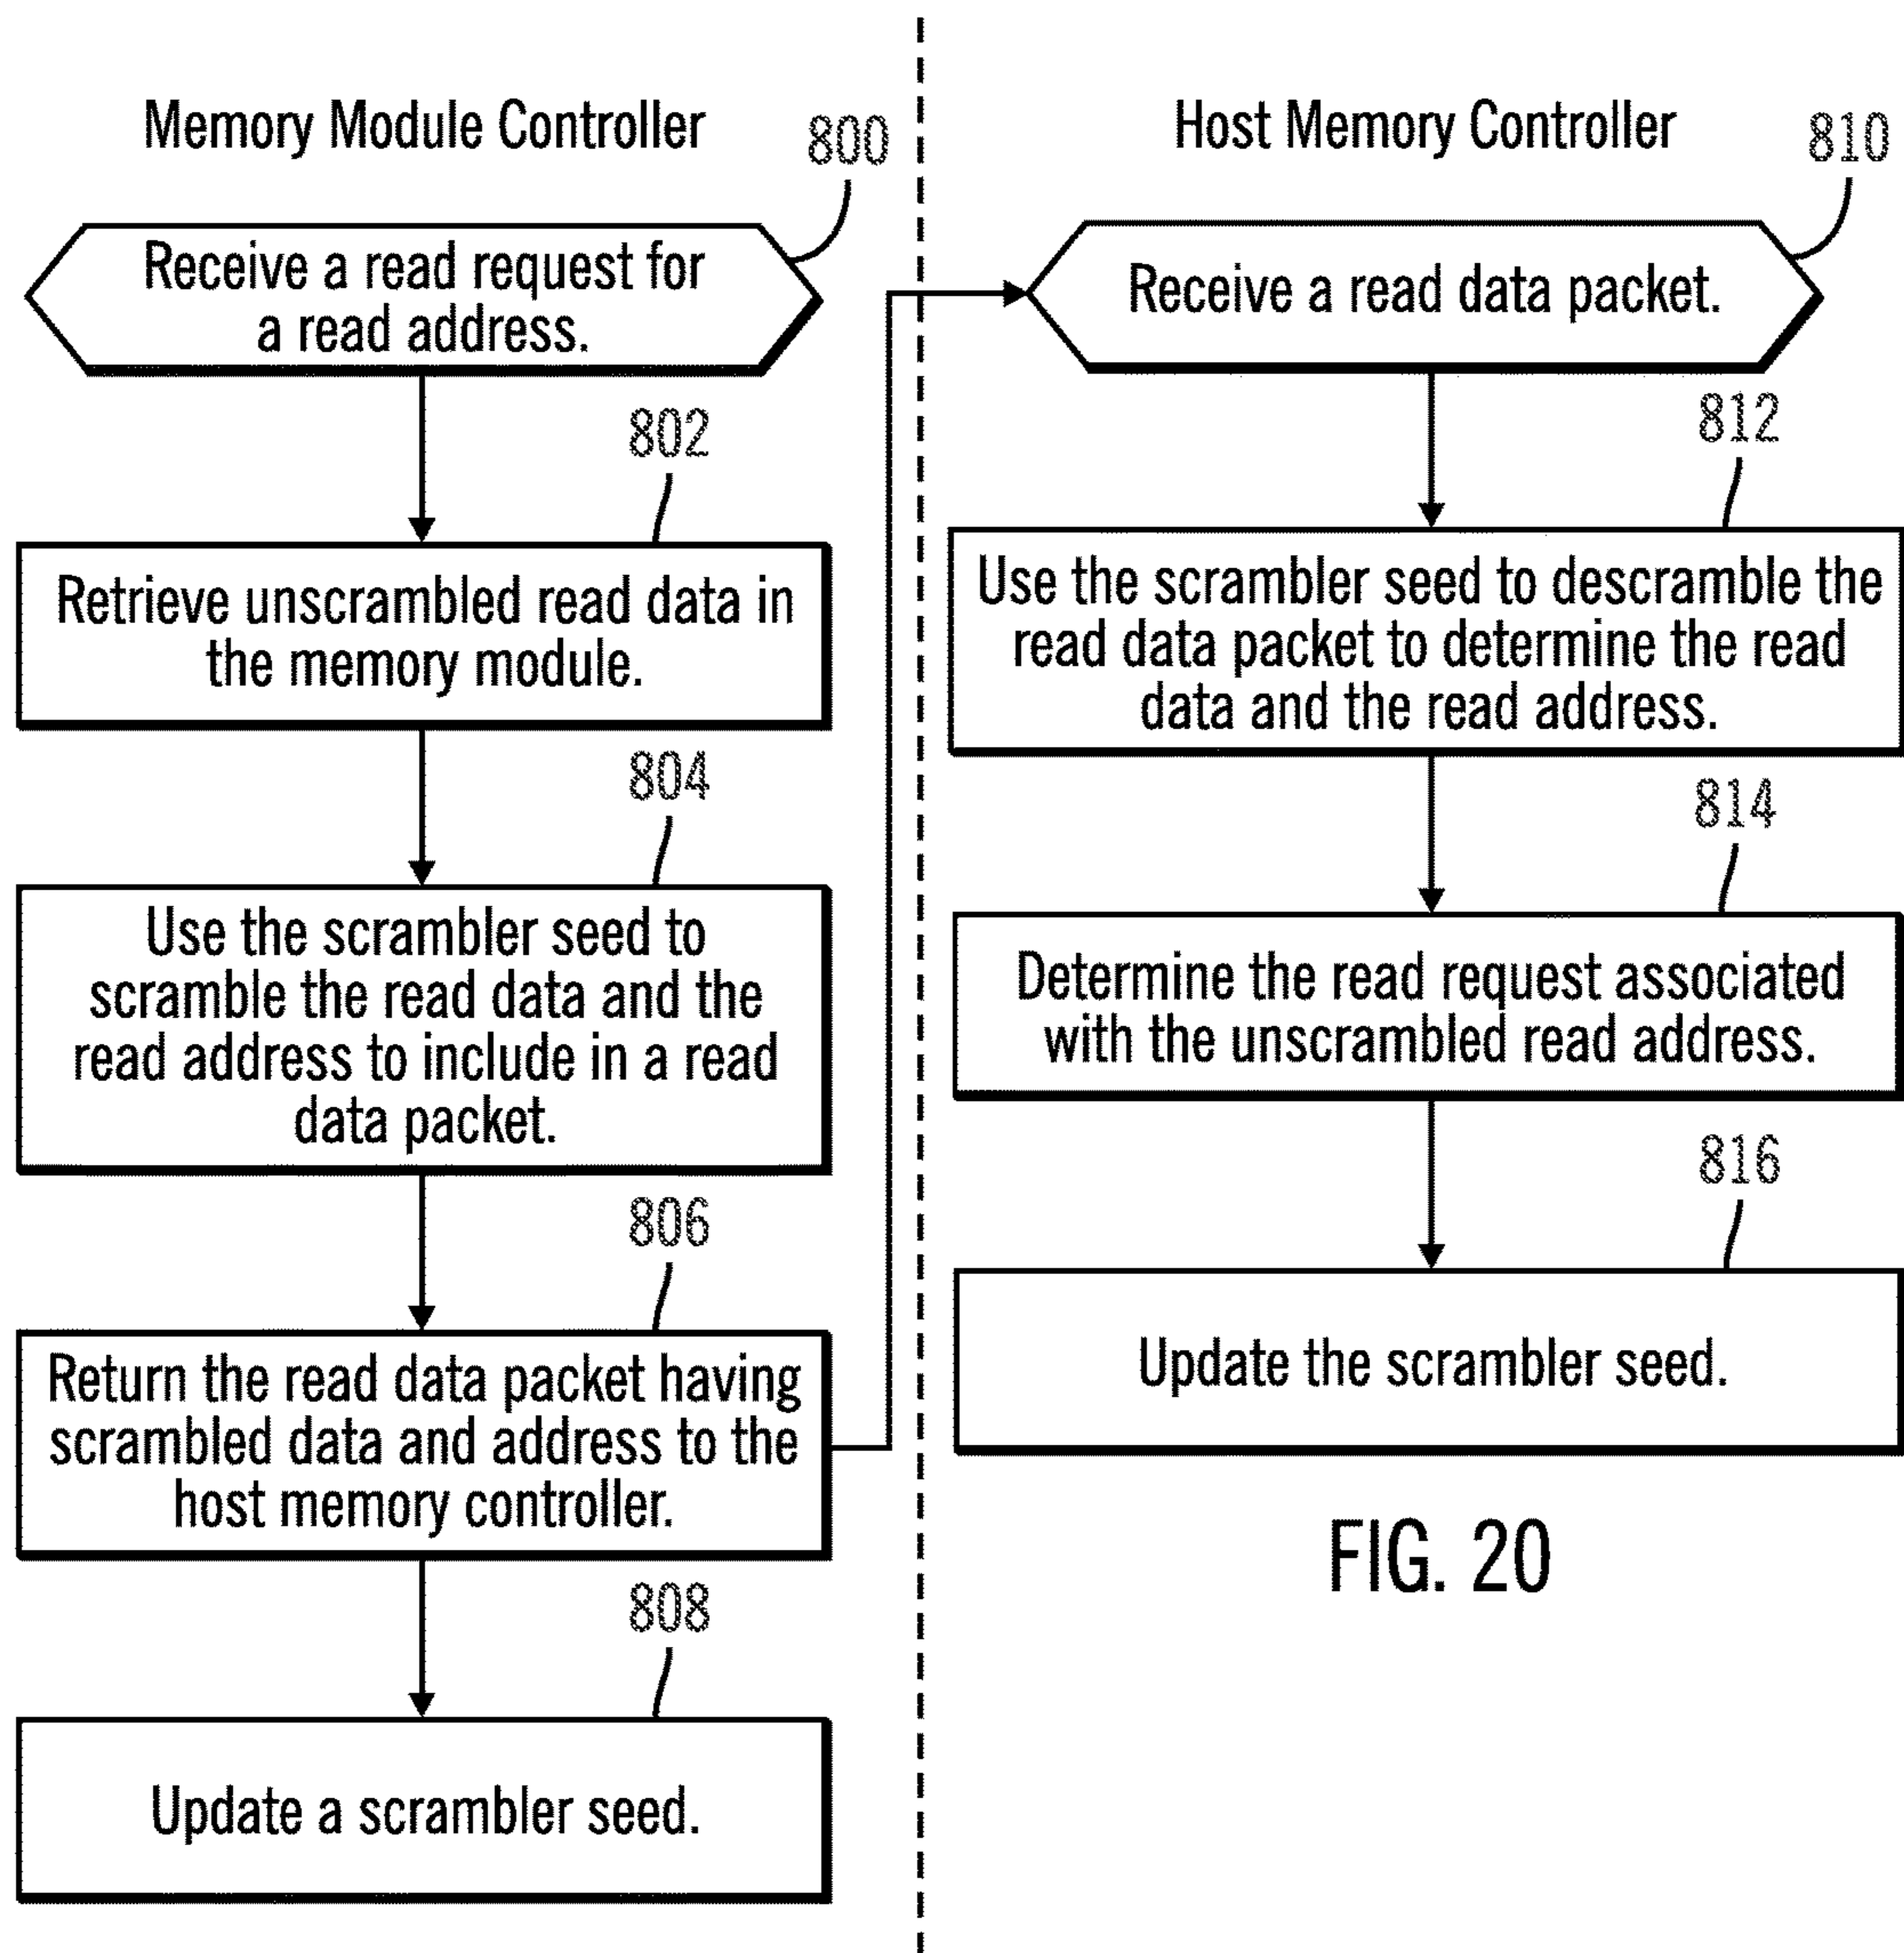 Memory Module Controller
800
Receive a read request for
a read address.
802
Retrieve unscrambled read data in
the memory module.
804
Use the scrambler seed to
scramble the read data and the
read address to include in a read
data packet.
806
Return the read data packet having
scrambled data and address to the
host memory controller.
808
Update a scrambler seed.
Host Memory Controller
810
Receive a read data packet.
812
Use the scrambler seed to descramble the
read data packet to determine the read
data and the read address.
814
Determine the read request associated
with the unscrambled read address.
816
Update the scrambler seed.
FIG. 20